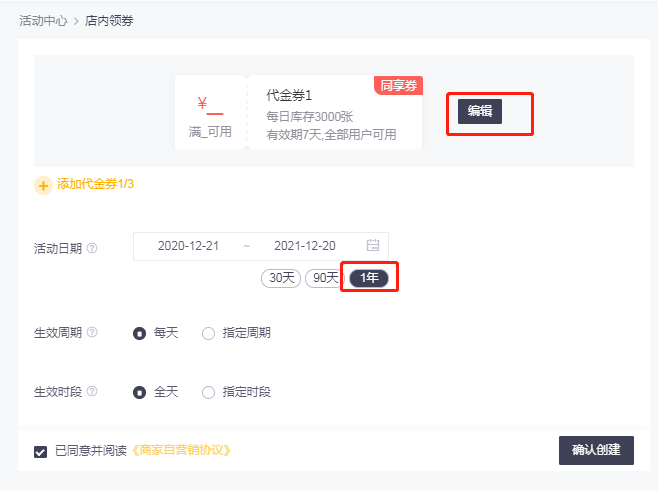 活动中心 > 店内领券
同享券
¥__
满_可用
代金券1
每日库存3000张
有效期7天,全部用户可用
编辑
+ 添加代金券1/3
活动日期 ? 2020-12-21 ~ 2021-12-20
30天 90天 1年
生效周期 ? 每天 指定周期
生效时段 ? 全天 指定时段
已同意并阅读《商家自营销协议》 确认创建